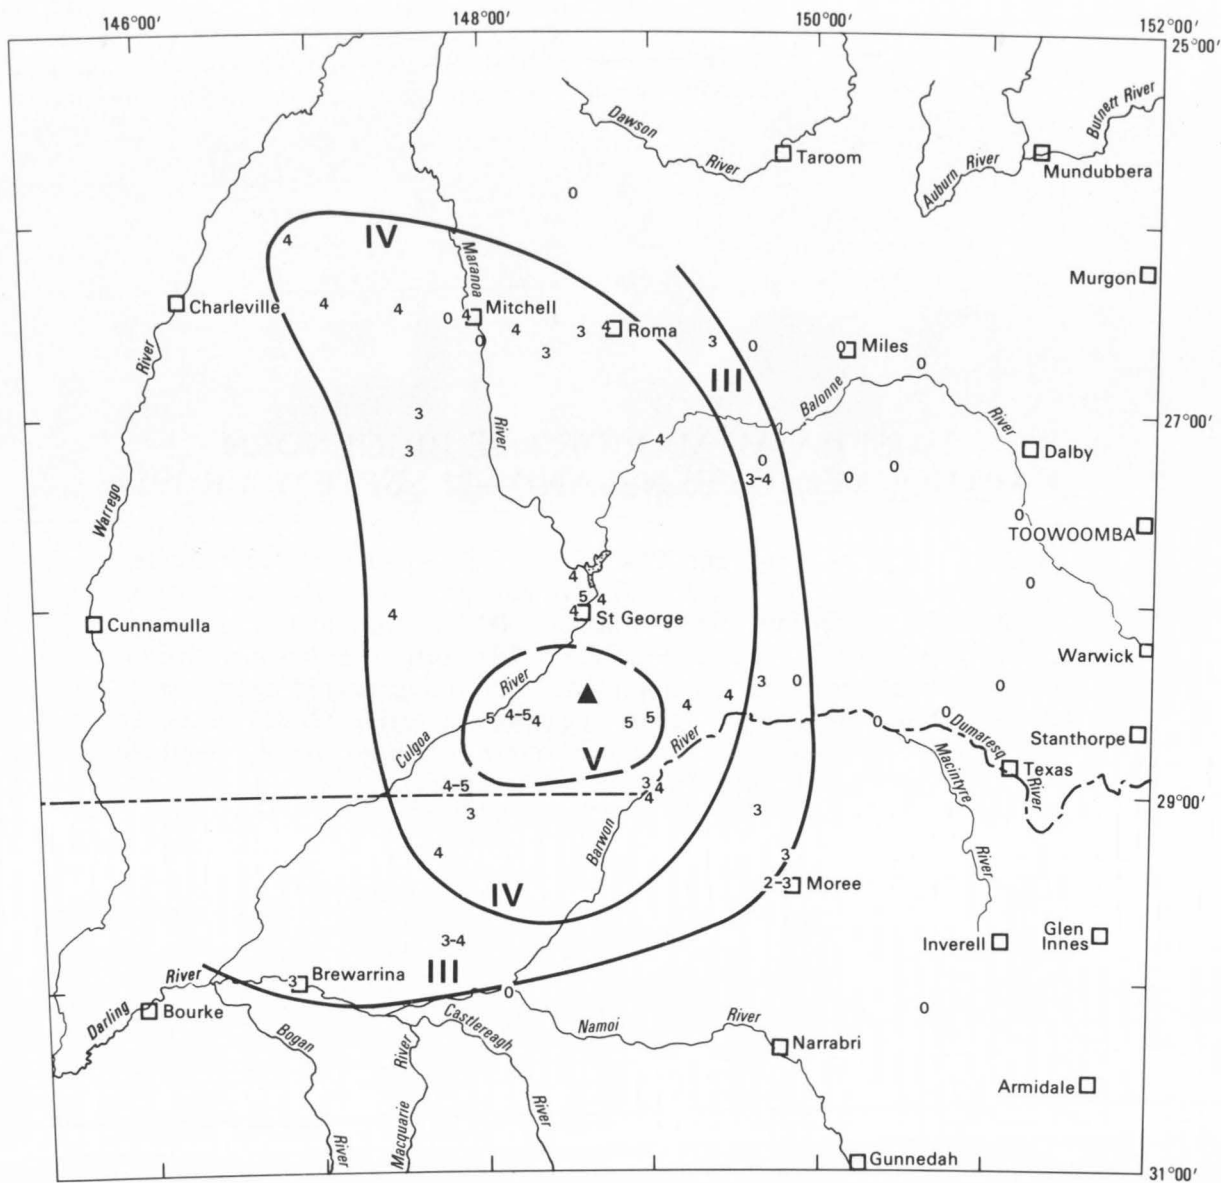 146°00′ 148°00′ 150°00′ 152°00′
25°00′
Dawson
River
Taroom
Burnett River
Auburn River
Mundubbera
0
IV
4
Maranoa
Murgon
Charleville
4
4
0
4
Mitchell
4
3
4
Roma
0
3
3
0
0
Miles
0
III
River
Balonne
3
River
4
27°00′
3
River
Dalby
0
3-4
0
0
Warrego
0
TOOWOOMBA
4
0
5
4
4
4
St George
Cunnamulla
Warwick
River
3
0
0
4
4
5
4-5
4
5
5
0
0
Dumaresq
Stanthorpe
Culgoa
V
River
Macintyre
Texas
River
4-5
3
4
4
29°00′
3
3
Barwon
4
3
River
2-3
Moree
IV
3-4
Inverell
Glen
Innes
III
River
3
Brewarrina
0
0
Darling
Bourke
Bogan
River
Castlereagh
Namoi
River
Narrabri
Macquarie
River
River
Armidale
Gunnedah
31°00′